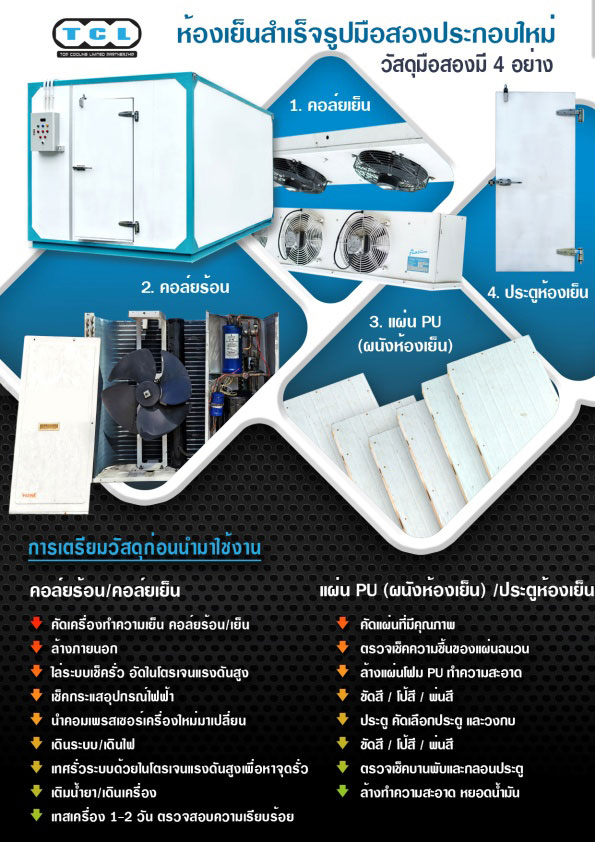 TCL
TOP COOLING LIMITED PARTNERSHIP
ห้องเย็นสำเร็จรูปมือสองประกอบใหม่
วัสดุมือสองมี 4 อย่าง
1. คอล์ยเย็น
2. คอล์ยร้อน
3. แผ่น PU
(ผนังห้องเย็น)
4. ประตูห้องเย็น
การเตรียมวัสดุก่อนนำมาใช้งาน
คอล์ยร้อน/คอล์ยเย็น
คัดเครื่องทำความเย็น คอล์ยร้อน/เย็น
ล้างภายนอก
ไล่ระบบเช็ครั่ว อัดไนโตรเจนแรงดันสูง
เช็คกระแสอุปกรณ์ไฟฟ้า
นำคอมเพรสเซอร์เครื่องใหม่มาเปลี่ยน
เดินระบบ/เดินไฟ
เทศรั่วระบบด้วยไนโตรเจนแรงดันสูงเพื่อหาจุดรั่ว
เติมน้ำยา/เดินเครื่อง
เทสเครื่อง 1-2 วัน ตรวจสอบความเรียบร้อย
แผ่น PU (ผนังห้องเย็น) /ประตูห้องเย็น
คัดแผ่นที่มีคุณภาพ
ตรวจเช็คความชื้นของแผ่นฉนวน
ล้างแผ่นโฟม PU ทำความสะอาด
ขัดสี / โป้สี / พ่นสี
ประตู คัดเลือกประตู และวงกบ
ขัดสี / โป้สี / พ่นสี
ตรวจเช็คบานพับและกลอนประตู
ล้างทำความสะอาด หยอดน้ำมัน